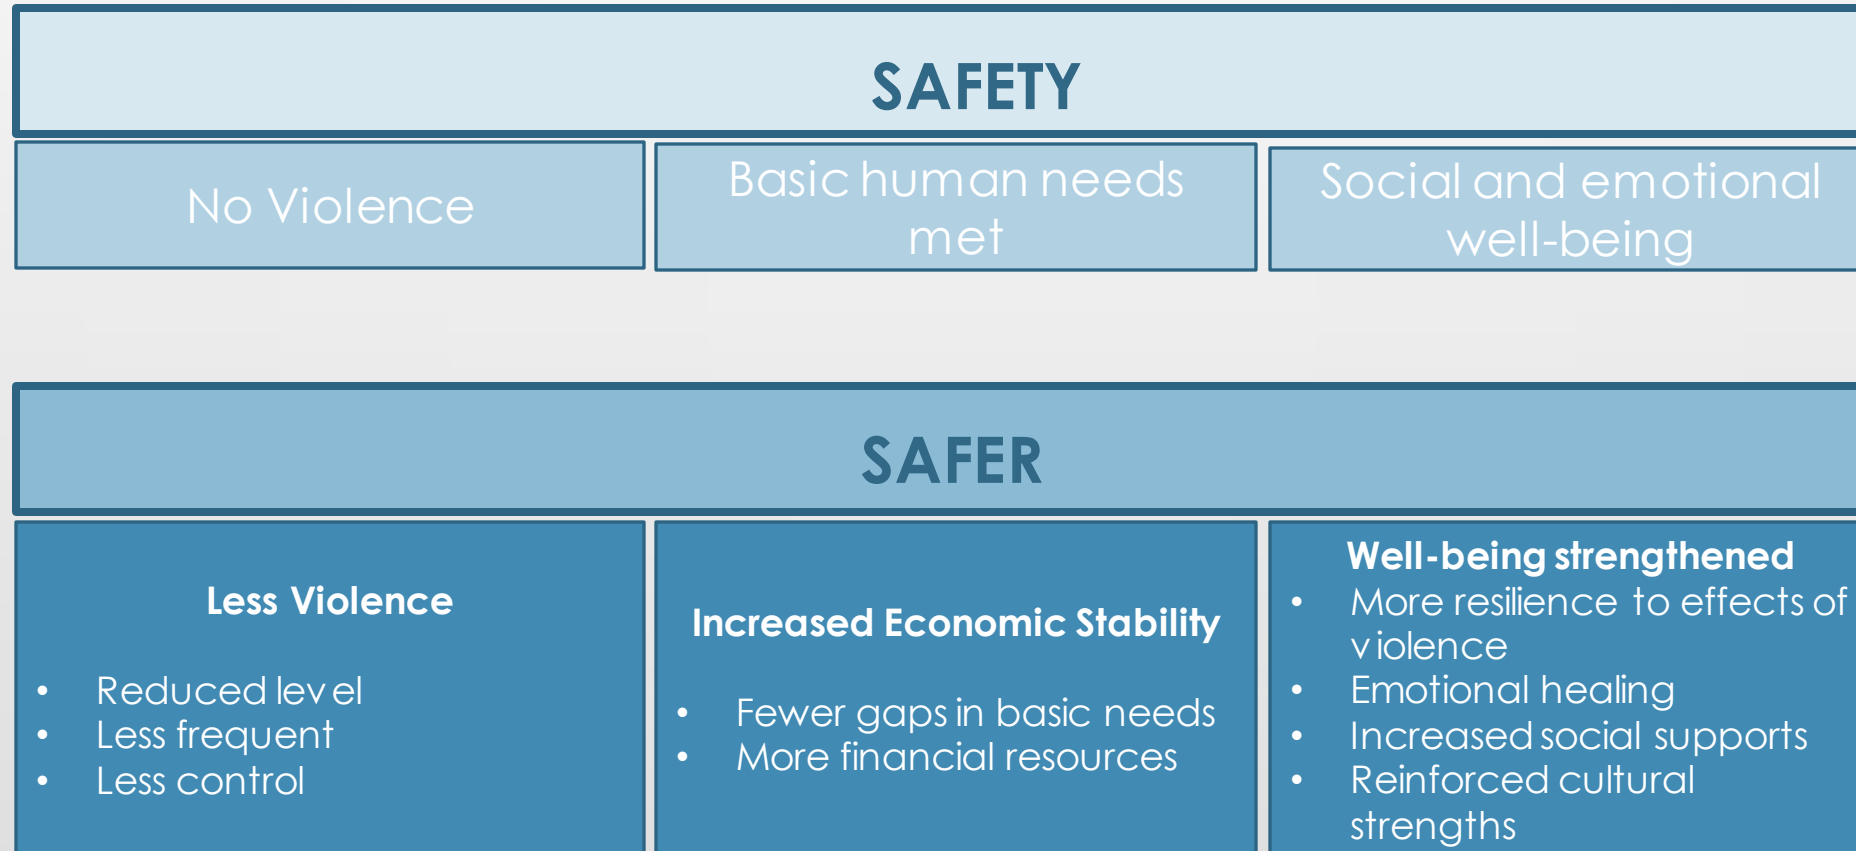 SAFETY
No Violence
Basic human needs
met
Social and emotional
well-being
SAFER
Less Violence
• Reduced level
• Less frequent
• Less control
Increased Economic Stability
• Fewer gaps in basic needs
• More financial resources
Well-being strengthened
• More resilience to effects of
violence
• Emotional healing
• Increased social supports
• Reinforced cultural
strengths